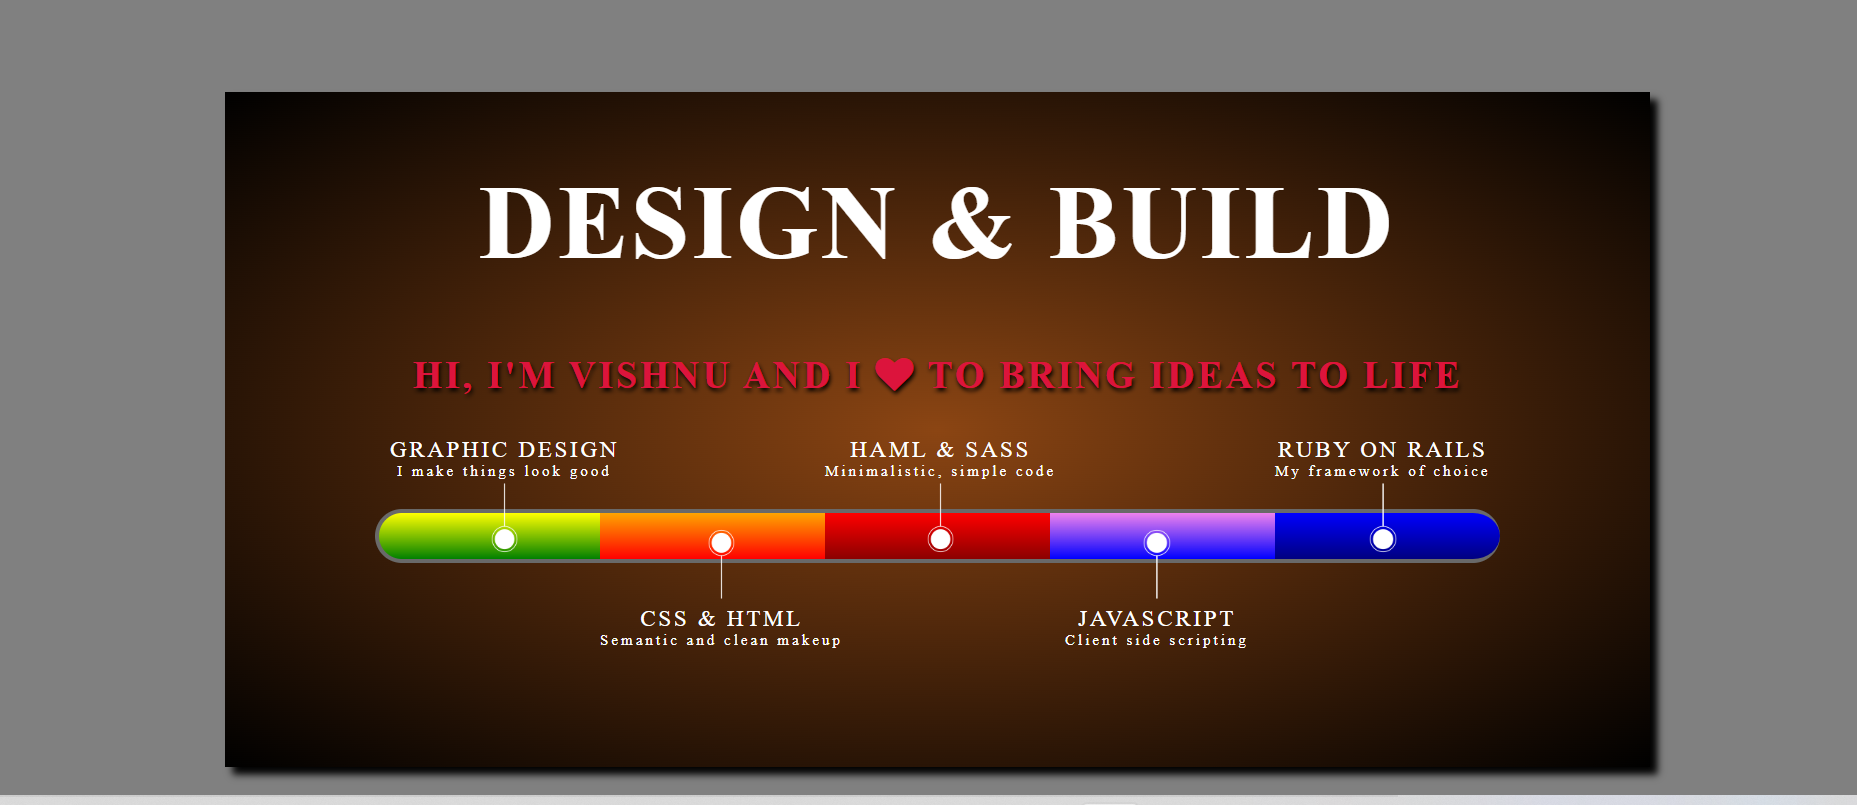 DESIGN & BUILD
HI, I'M VISHNU AND I ❤ TO BRING IDEAS TO LIFE
GRAPHIC DESIGN
I make things look good
HAML & SASS
Minimalistic, simple code
RUBY ON RAILS
My framework of choice
CSS & HTML
Semantic and clean makeup
JAVASCRIPT
Client side scripting